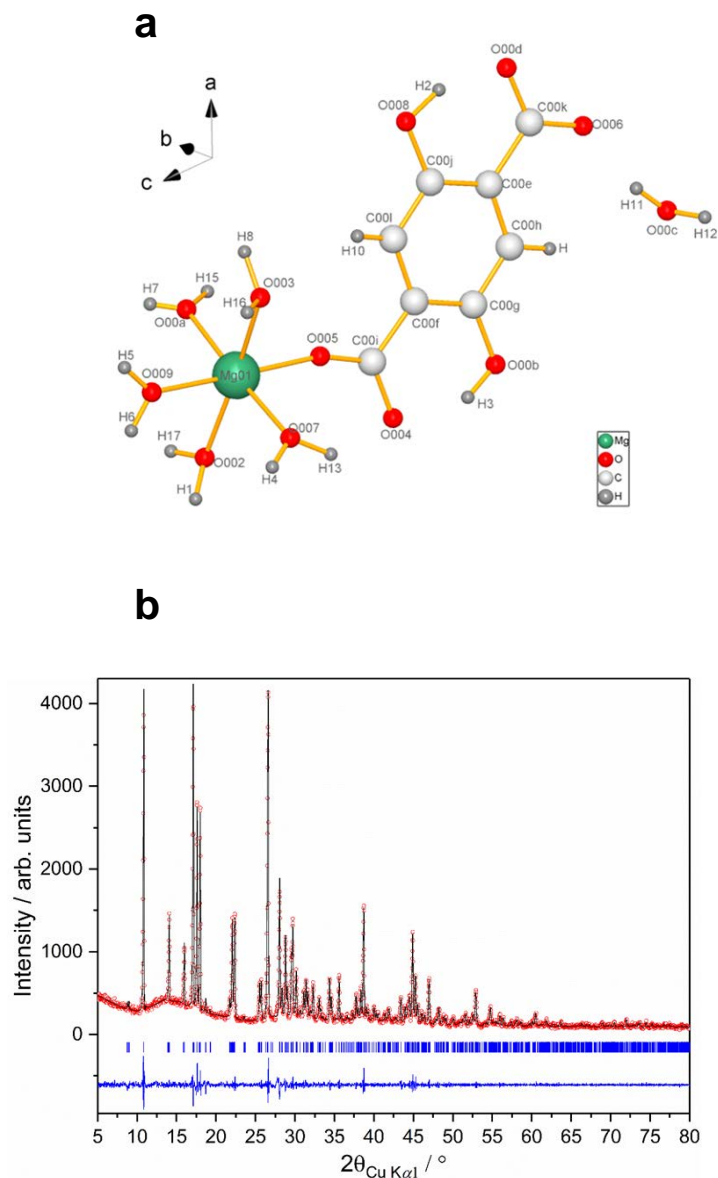 a
O00d
H2
O008
C00k
O006
a
b
c
C00j
C00e
H11
H12
O00c
C00l
C00h
H8
H10
H
H15
H7
H16
O003
O00a
C00f
C00g
O005
C00i
H5
Mg01
O00b
O009
H3
H6
H17
O007
O004
O002
H13
H4
H1
Mg
O
C
H
b
4000
3000
2000
1000
0
Intensity / arb. units
5 10 15 20 25 30 35 40 45 50 55 60 65 70 75 80
2θCu Kα1 / °